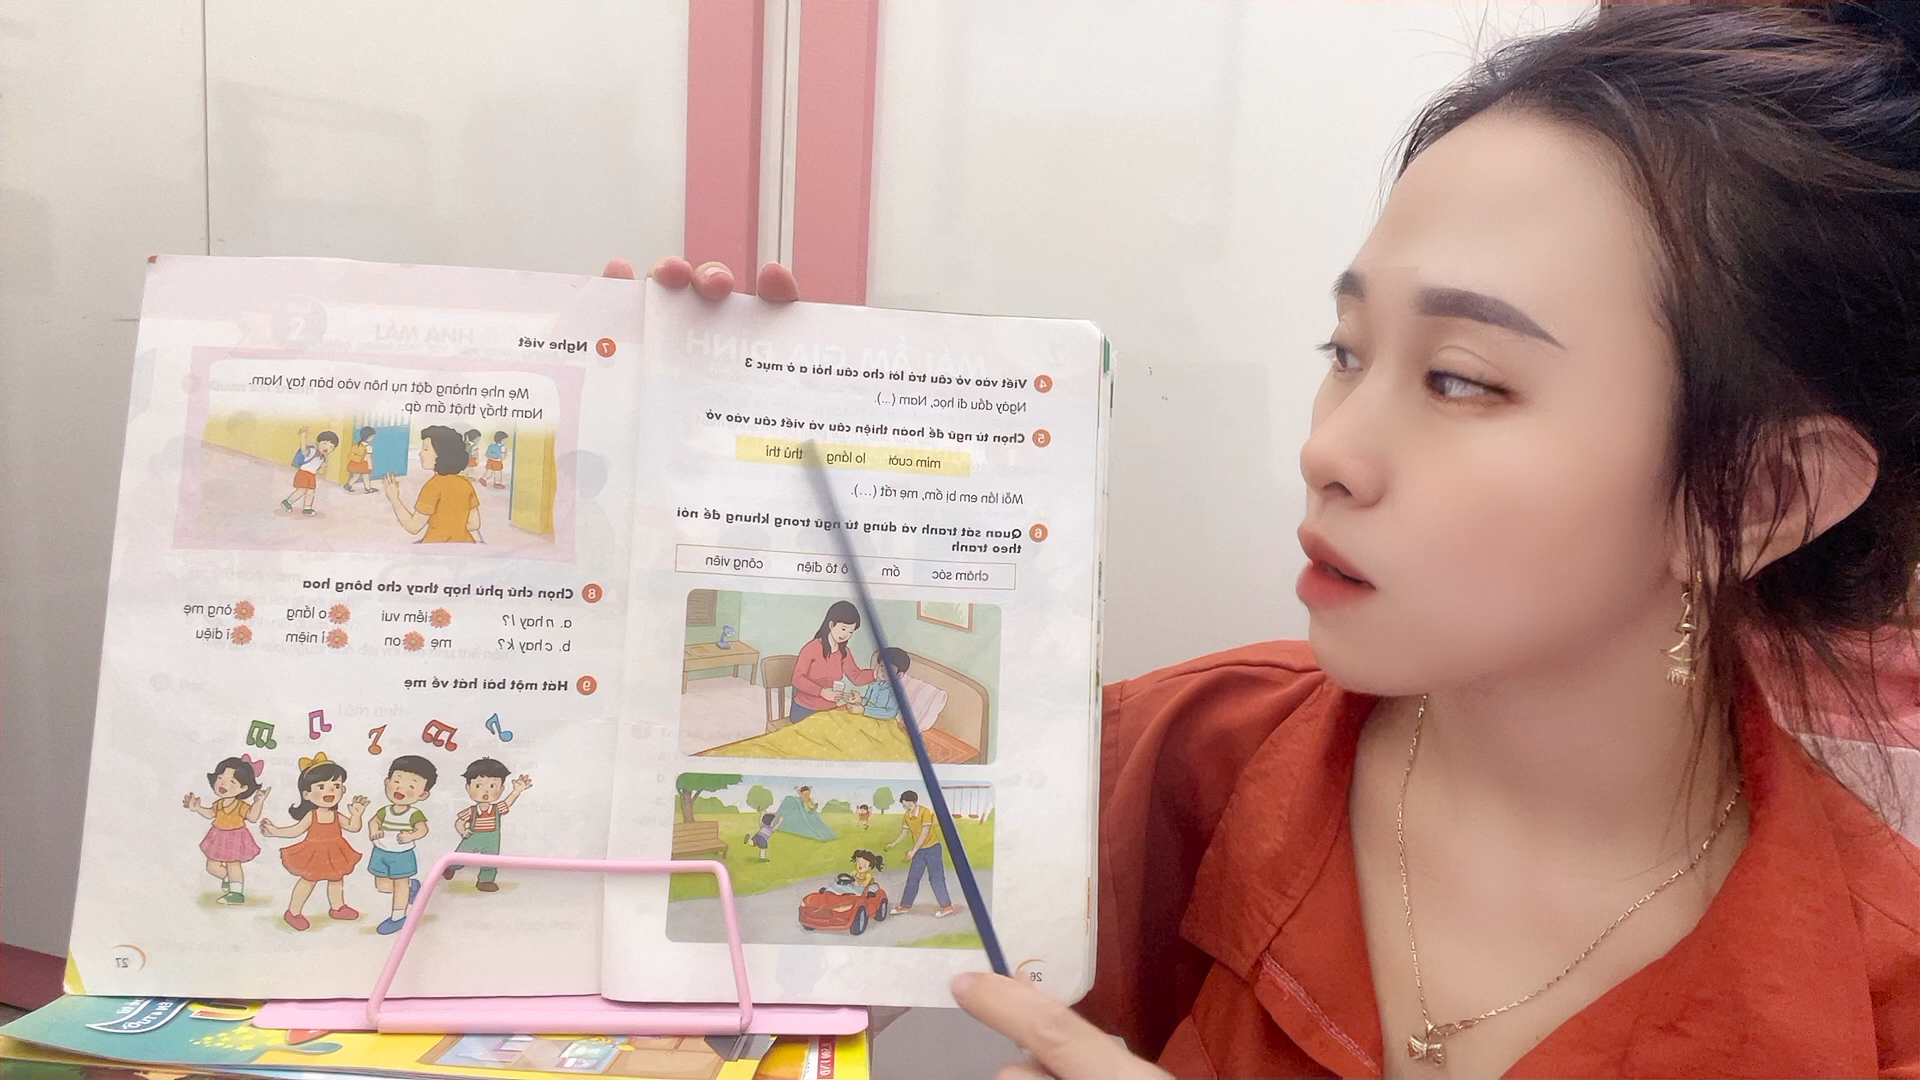 4 Viết vào vở câu trả lời cho câu hỏi a ở mục 3
Ngày đầu đi học, Nam (...).
5 Chọn từ ngữ để hoàn thiện câu và viết câu vào vở
mỉm cười lo lắng thủ thỉ
Mỗi lần em bị ốm, mẹ rất (...).
6 Quan sát tranh và dùng từ ngữ trong khung để nói
theo tranh
chăm sóc ốm ô tô điện công viên
26
7 Nghe viết
Mẹ nhẹ nhàng đặt nụ hôn vào bàn tay Nam.
Nam thấy thật ấm áp.
8 Chọn chữ phù hợp thay cho bông hoa
a. n hay l? iềm vui o lắng òng mẹ
b. c hay k? mẹ on ỉ niệm ì diệu
9 Hát một bài hát về mẹ
27